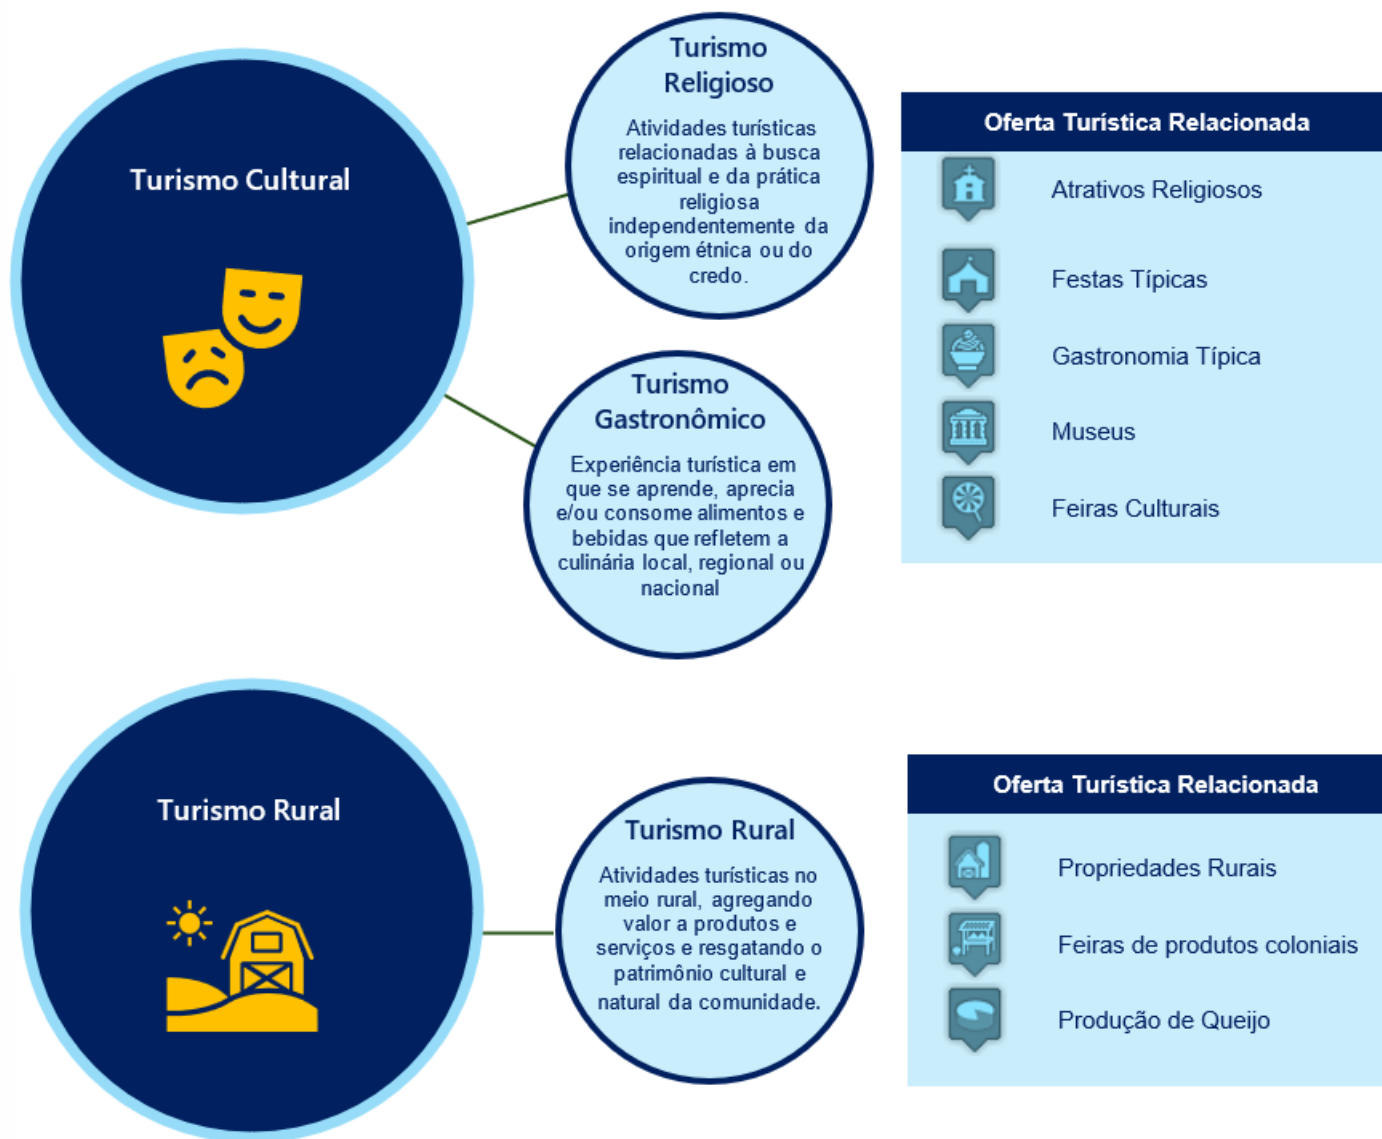 Turismo Cultural
Turismo
Religioso
Atividades turísticas
relacionadas à busca
espiritual e da prática
religiosa
independentemente da
origem étnica ou do
credo.
Turismo
Gastronômico
Experiência turística em
que se aprende, aprecia
e/ou consome alimentos e
bebidas que refletem a
culinária local, regional ou
nacional
Oferta Turística Relacionada
Atrativos Religiosos
Festas Típicas
Gastronomia Típica
Museus
Feiras Culturais
Turismo Rural
Turismo Rural
Atividades turísticas no
meio rural, agregando
valor a produtos e
serviços e resgatando o
patrimônio cultural e
natural da comunidade.
Oferta Turística Relacionada
Propriedades Rurais
Feiras de produtos coloniais
Produção de Queijo